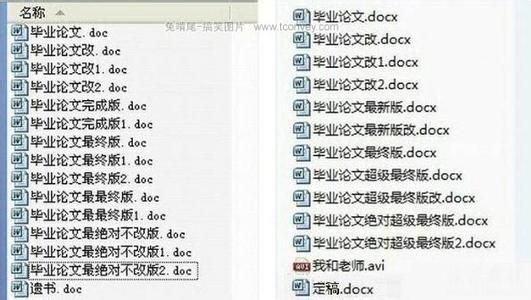 名称
毕业论文.doc
毕业论文改.doc
毕业论文改1.doc
毕业论文改2.doc
毕业论文完成版.doc
毕业论文完成版1.doc
毕业论文最终版.doc
毕业论文最终版1.doc
毕业论文最终版2.doc
毕业论文最最终版.doc
毕业论文最最终版1.doc
毕业论文最绝对不改版.doc
毕业论文最绝对不改版1.doc
毕业论文最绝对不改版2.doc
遗书.doc
兔啃尾-搞笑图片 www.tconvey.com
毕业论文.docx
毕业论文改.docx
毕业论文改1.docx
毕业论文改2.docx
毕业论文最新版.docx
毕业论文最新版改.docx
毕业论文最终版.docx
毕业论文超级最终版.docx
毕业论文超级最终版改.docx
毕业论文绝对超级最终版.docx
毕业论文绝对超级最终版2.docx
我和老师.avi
定稿.docx